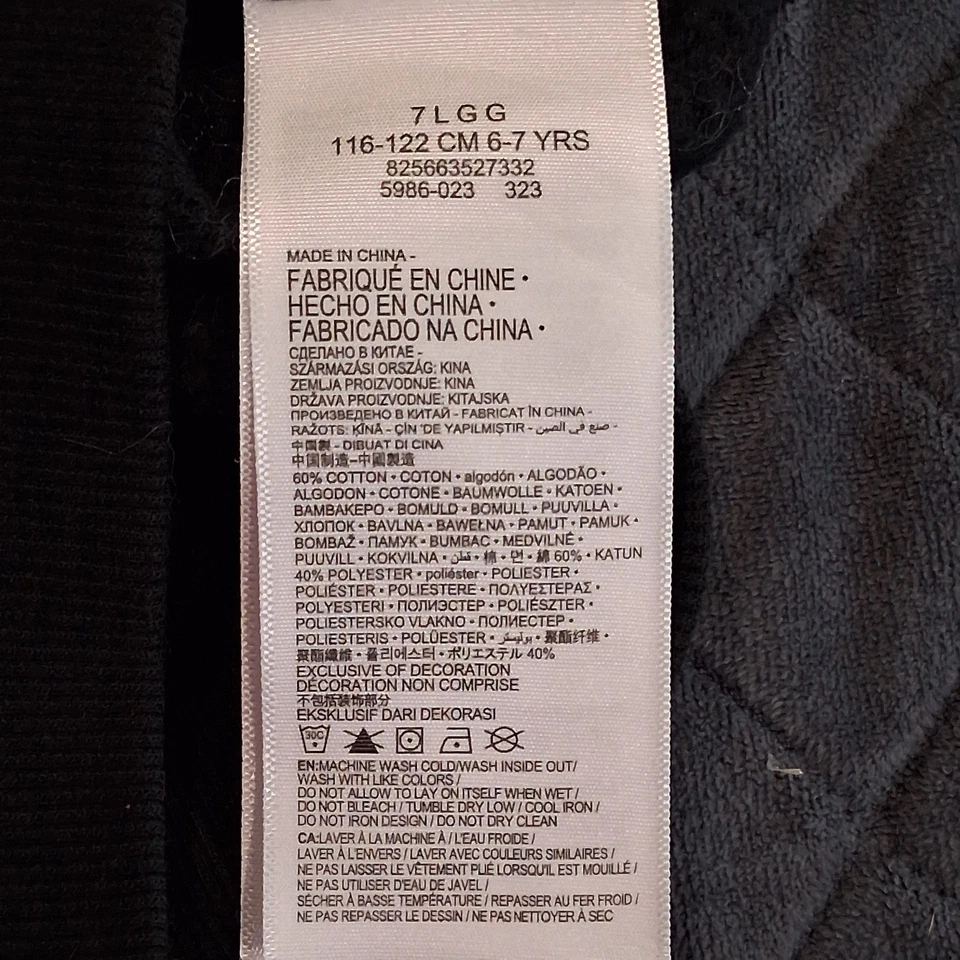 7 L G G
116-122 CM 6-7 YRS
825663527332
5986-023 323
MADE IN CHINA -
FABRIQUÉ EN CHINE •
HECHO EN CHINA •
FABRICADO NA CHINA •
СДЕЛАНО В КИТАЕ -
SZÁRMAZÁSI ORSZÁG: KINA
ZEMLJA PROIZVODNJE: KINA
DRŽAVA PROIZVODNJE: KITAJSKA
ПРОИЗВЕДЕНО В КИТАЙ - FABRICAT ÎN CHINA -
RAŽOTS: ĶĪNĀ - ÇİN 'DE YAPILMIŞTIR - صنع في الصين -
中国製 - DIBUAT DI CINA
中国制造-中國製造
60% COTTON • COTON • algodón • ALGODÃO •
ALGODON • COTONE • BAUMWOLLE • KATOEN •
ΒΑΜΒΑΚΕΡΟ • BOMULD • BOMULL • PUUVILLA •
ХЛОПОК • BAVLNA • BAWEŁNA • PAMUT • PAMUK •
BOMBAŽ • ПАМУК • BUMBAC • MEDVILNĖ •
PUUVILL • KOKVILNA • قطن • 棉 • 면 • 綿 60% • KATUN
40% POLYESTER • poliéster • POLIESTER •
POLIÉSTER • POLIESTERE • ΠΟΛΥΕΣΤΕΡΑΣ •
POLYESTERI • ПОЛИЭСТЕР • POLIÉSZTER •
POLIESTERSKO VLAKNO • ПОЛИЕСТЕР •
POLIESTERIS • POLÜESTER • بوليستر • 聚酯纤维 •
聚酯纖維 • 폴리에스터 • ポリエステル 40%
EXCLUSIVE OF DECORATION
DÉCORATION NON COMPRISE
不包括装饰部分
EKSKLUSIF DARI DEKORASI
30C
EN:MACHINE WASH COLD/WASH INSIDE OUT/
WASH WITH LIKE COLORS /
DO NOT ALLOW TO LAY ON ITSELF WHEN WET /
DO NOT BLEACH / TUMBLE DRY LOW / COOL IRON /
DO NOT IRON DESIGN / DO NOT DRY CLEAN
CA:LAVER À LA MACHINE À / L'EAU FROIDE /
LAVER À L'ENVERS / LAVER AVEC COULEURS SIMILAIRES /
NE PAS LAISSER LE VÊTEMENT PLIÉ LORSQU'IL EST MOUILLÉ /
NE PAS UTILISER D'EAU DE JAVEL /
SÉCHER À BASSE TEMPÉRATURE / REPASSER AU FER FROID /
NE PAS REPASSER LE DESSIN / NE PAS NETTOYER À SEC